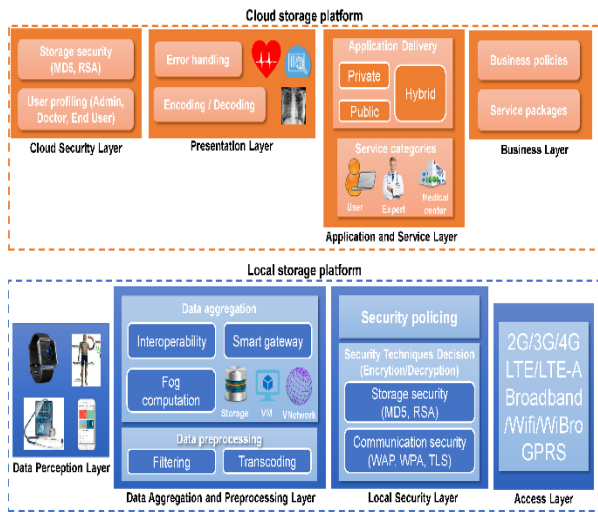 Cloud storage platform
Storage security
(MD5, RSA)
User profiling (Admin,
Doctor, End User)
Cloud Security Layer
Error handling
Encoding / Decoding
Presentation Layer
Application Delivery
Private
Public
Hybrid
Service categories
User
Expert
Medical
center
Application and Service Layer
Business policies
Service packages
Business Layer
Local storage platform
Data Perception Layer
Data aggregation
Interoperability
Smart gateway
Fog
computation
Storage
VM
VNetwork
Data preprocessing
Filtering
Transcoding
Data Aggregation and Preprocessing Layer
Security policing
Security Techniques Decision
(Encrytion/Decryption)
Storage security
(MD5, RSA)
Communication security
(WAP, WPA, TLS)
Local Security Layer
2G/3G/4G
LTE/LTE-A
Broadband
/Wifi/WiBro
GPRS
Access Layer